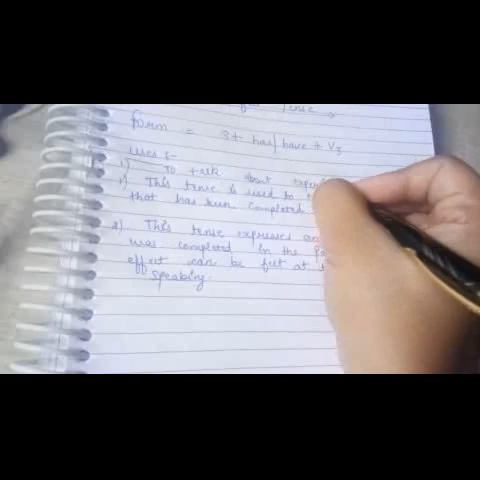 Tense,
Form = S + has/have + V3
Uses :-
To talk about
1) This tense is used to
that has been completed
2) This tense expresses an
was completed in the
effect can be felt at
speaking.